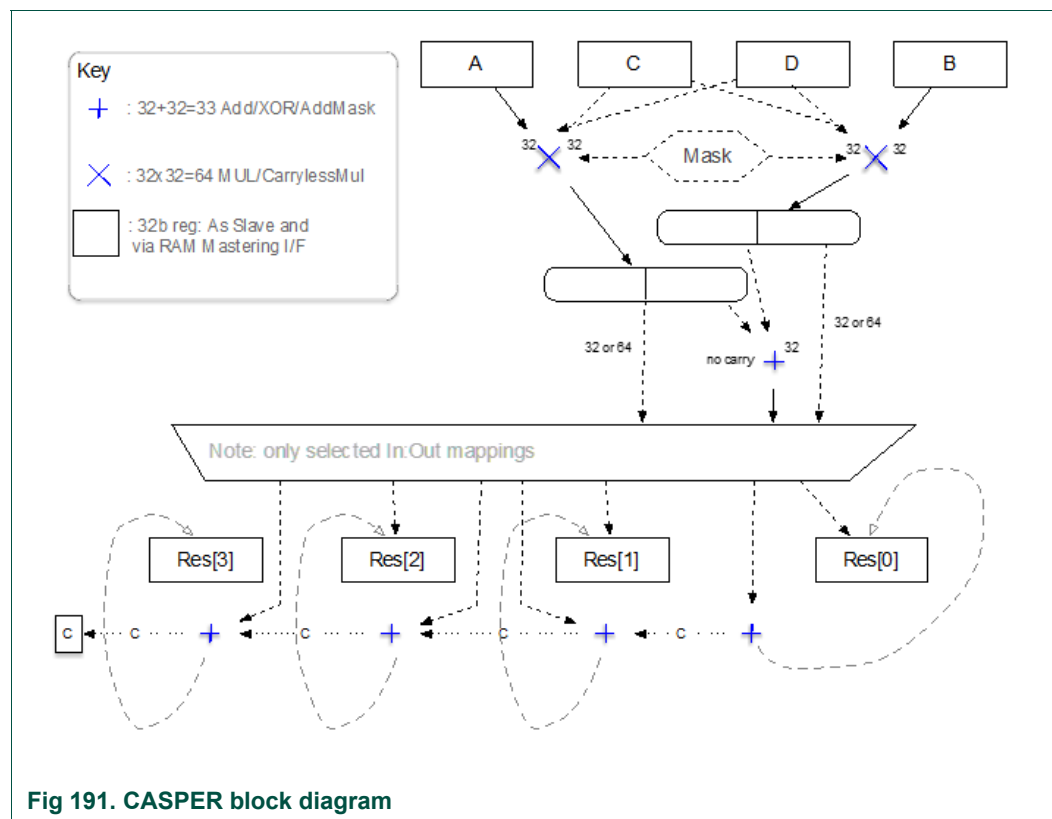 Key
: 32+32=33 Add/XOR/AddMask
: 32x32=64 MUL/CarrylessMul
: 32b reg: As Slave and
via RAM Mastering I/F
A
C
D
B
32
32
Mask
32
32
32 or 64
no carry
32
32 or 64
Note: only selected In:Out mappings
Res[3]
Res[2]
Res[1]
Res[0]
C
C
C
C
C
Fig 191. CASPER block diagram